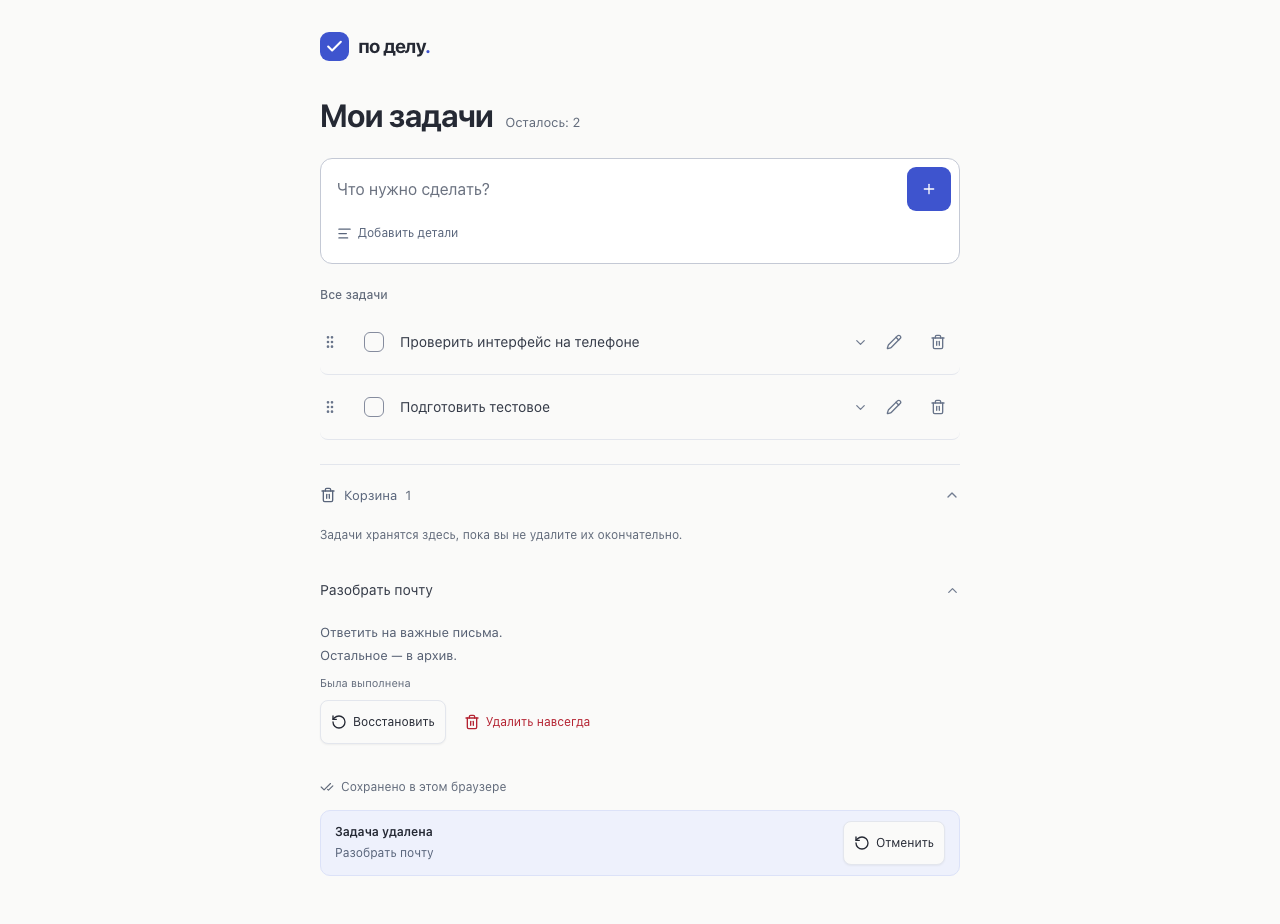 по делу.
Мои задачи Осталось: 2
Что нужно сделать?
Добавить детали
Все задачи
Проверить интерфейс на телефоне
Подготовить тестовое
Корзина 1
Задачи хранятся здесь, пока вы не удалите их окончательно.
Разобрать почту
Ответить на важные письма.
Остальное — в архив.
Была выполнена
Восстановить Удалить навсегда
Сохранено в этом браузере
Задача удалена
Разобрать почту
Отменить